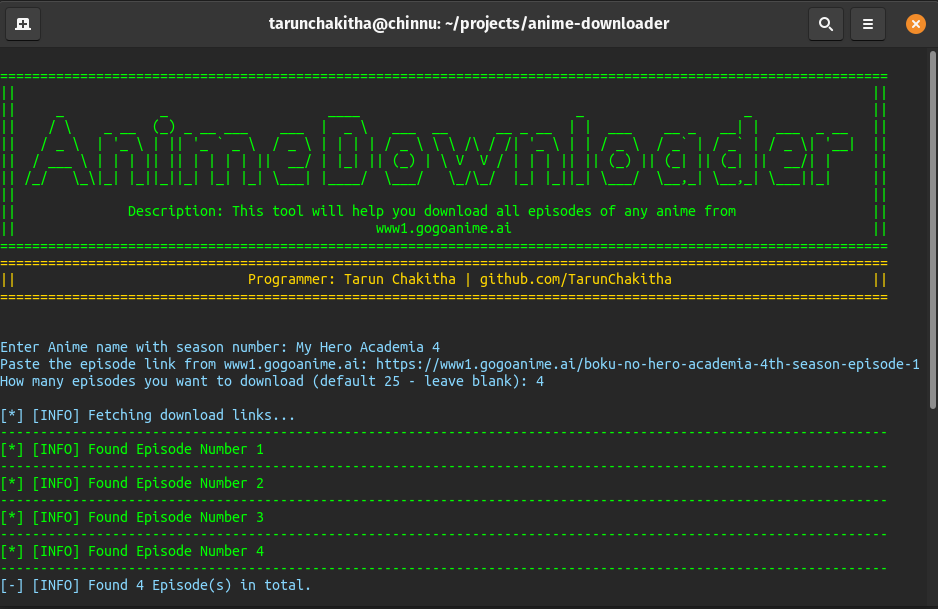 tarunchakitha@chinnu: ~/projects/anime-downloader
AnimeDownloader
Description: This tool will help you download all episodes of any anime from
www1.gogoanime.ai
Programmer: Tarun Chakitha | github.com/TarunChakitha
Enter Anime name with season number: My Hero Academia 4
Paste the episode link from www1.gogoanime.ai: https://www1.gogoanime.ai/boku-no-hero-academia-4th-season-episode-1
How many episodes you want to download (default 25 - leave blank): 4
[*] [INFO] Fetching download links...
[*] [INFO] Found Episode Number 1
[*] [INFO] Found Episode Number 2
[*] [INFO] Found Episode Number 3
[*] [INFO] Found Episode Number 4
[-] [INFO] Found 4 Episode(s) in total.